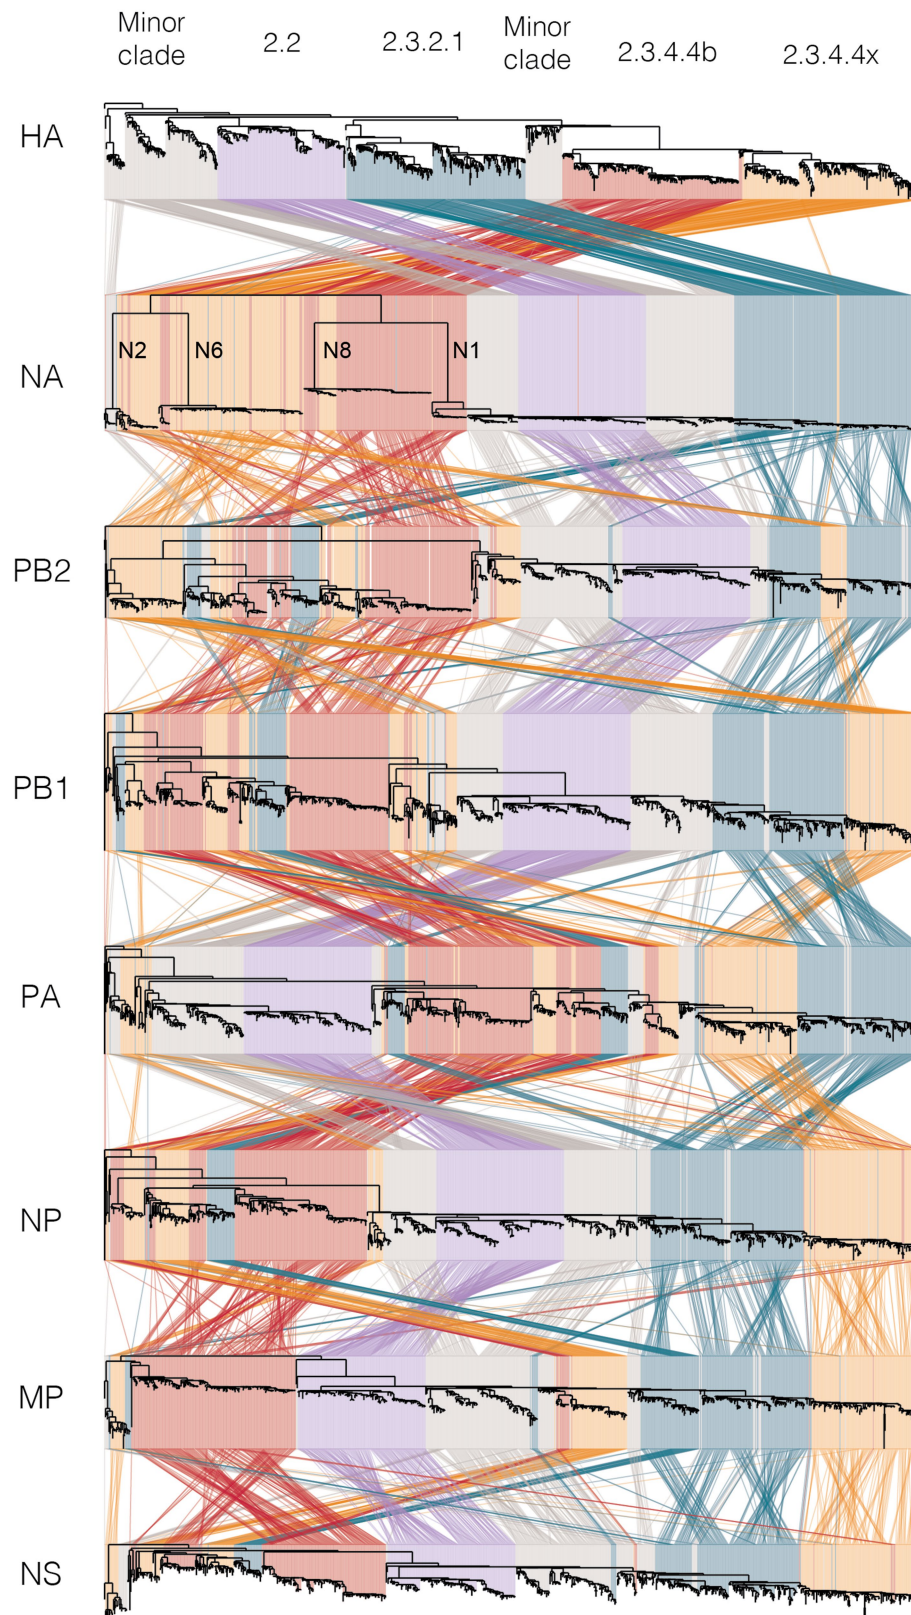 Minor clade
2.2
2.3.2.1
Minor clade
2.3.4.4b
2.3.4.4x
HA
NA
N2
N6
N8
N1
PB2
PB1
PA
NP
MP
NS